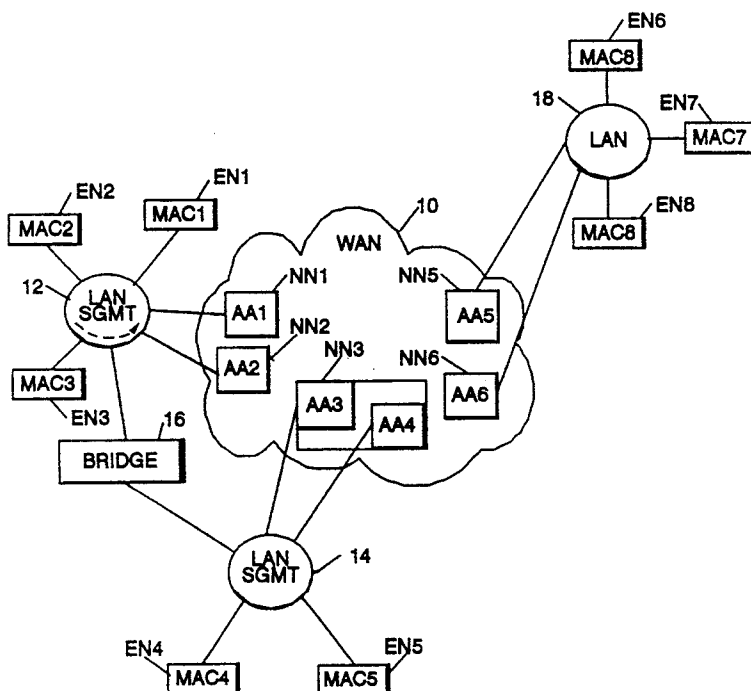 EN6
MAC8
18
EN7
LAN
MAC7
EN2
EN1
10
EN8
MAC2
MAC1
WAN
MAC8
12
LAN
SGMT
NN1
NN5
AA1
AA5
NN2
MAC3
AA2
NN3
NN6
EN3
AA3
AA6
16
AA4
BRIDGE
LAN
SGMT
14
EN4
EN5
MAC4
MAC5